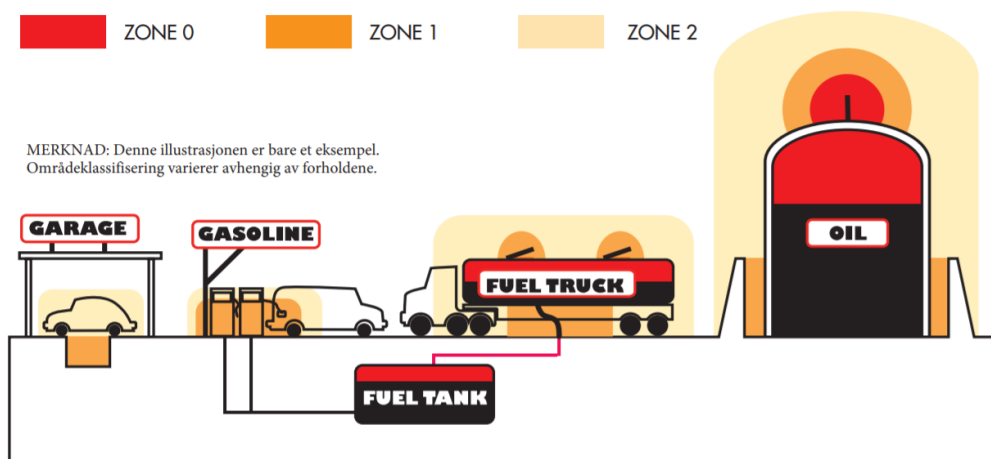 ZONE 0
ZONE 1
ZONE 2
MERKNAD: Denne illustrasjonen er bare et eksempel.
Områdeklassifisering varierer avhengig av forholdene.
GARAGE
GASOLINE
FUEL TRUCK
OIL
FUEL TANK